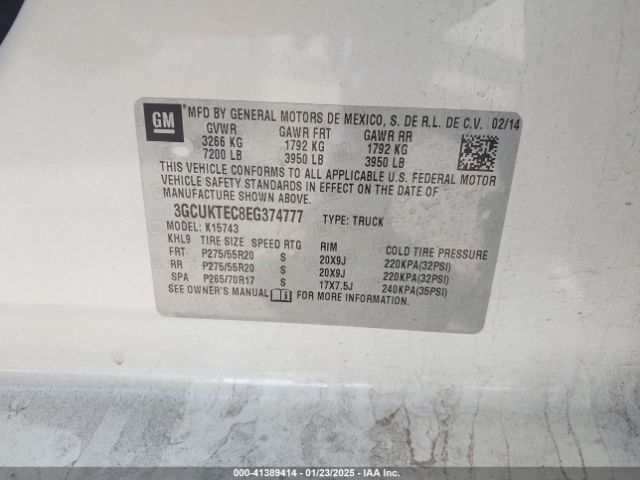 GM
*MFD BY GENERAL MOTORS DE MEXICO, S. DE R.L. DE C.V. 02/14
GVWR GAWR FRT GAWR RR
3266 KG 1792 KG 1792 KG
7200 LB 3950 LB 3950 LB
THIS VEHICLE CONFORMS TO ALL APPLICABLE U.S. FEDERAL MOTOR
VEHICLE SAFETY STANDARDS IN EFFECT ON THE DATE OF
MANUFACTURE SHOWN ABOVE.
3GCUKTEC8EG374777 TYPE: TRUCK
MODEL: K15743
KHL9 TIRE SIZE SPEED RTG RIM COLD TIRE PRESSURE
FRT P275/55R20 S 20X9J 220KPA(32PSI)
RR P275/55R20 S 20X9J 220KPA(32PSI)
SPA P265/70R17 S 17X7.5J 240KPA(35PSI)
SEE OWNER'S MANUAL FOR MORE INFORMATION.
000-41389414 - 01/23/2025 - IAA Inc.